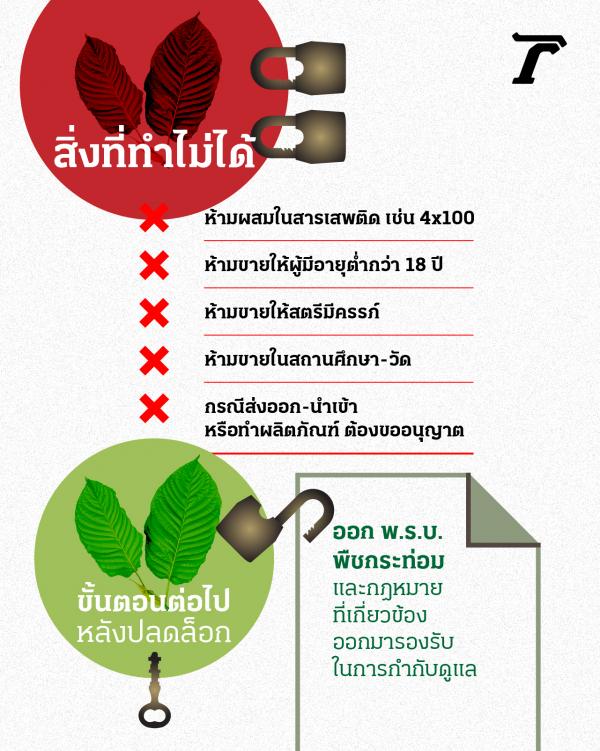 สิ่งที่ทำไม่ได้
ห้ามผสมในสารเสพติด เช่น 4x100
ห้ามขายให้ผู้มีอายุต่ำกว่า 18 ปี
ห้ามขายให้สตรีมีครรภ์
ห้ามขายในสถานศึกษา-วัด
กรณีส่งออก-นำเข้า
หรือทำผลิตภัณฑ์ ต้องขออนุญาต
ขั้นตอนต่อไป
หลังปลดล็อก
ออก พ.ร.บ.
พืชกระท่อม
และกฎหมาย
ที่เกี่ยวข้อง
ออกมารองรับ
ในการกำกับดูแล